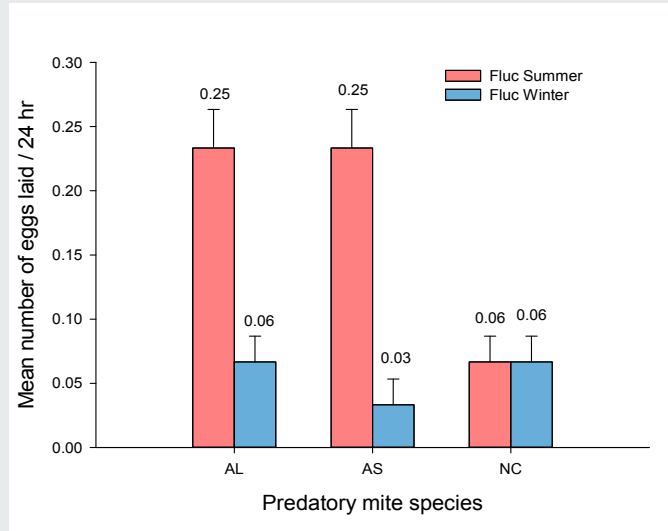 Mean number of eggs laid / 24 hr
0.30
0.25
0.20
0.15
0.10
0.05
0.00
Fluc Summer
Fluc Winter
0.25
0.06
0.25
0.03
0.06
0.06
AL
AS
NC
Predatory mite species